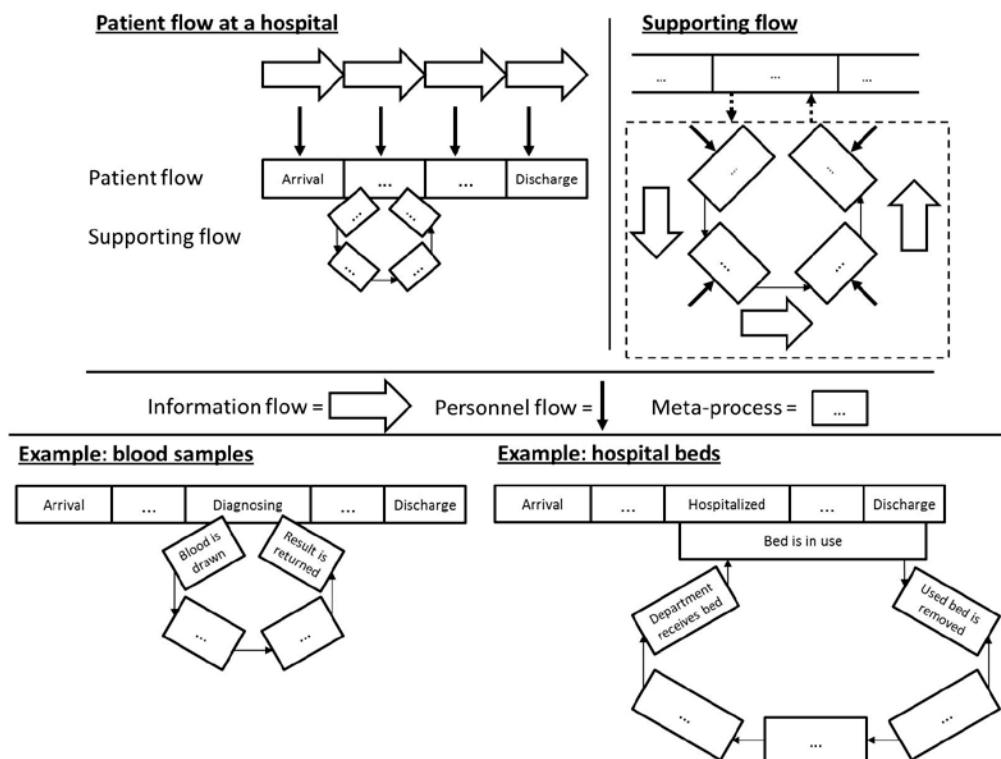 Patient flow at a hospital
Patient flow
Arrival
...
...
Discharge
Supporting flow
...
...
...
...
Supporting flow
...
...
...
...
...
...
...
Information flow =
Personnel flow =
Meta-process =
...
Example: blood samples
Arrival
...
Diagnosing
...
Discharge
Blood is
drawn
Result is
returned
...
...
Example: hospital beds
Arrival
...
Hospitalized
...
Discharge
Bed is in use
Department
receives bed
Used bed is
removed
...
...
...